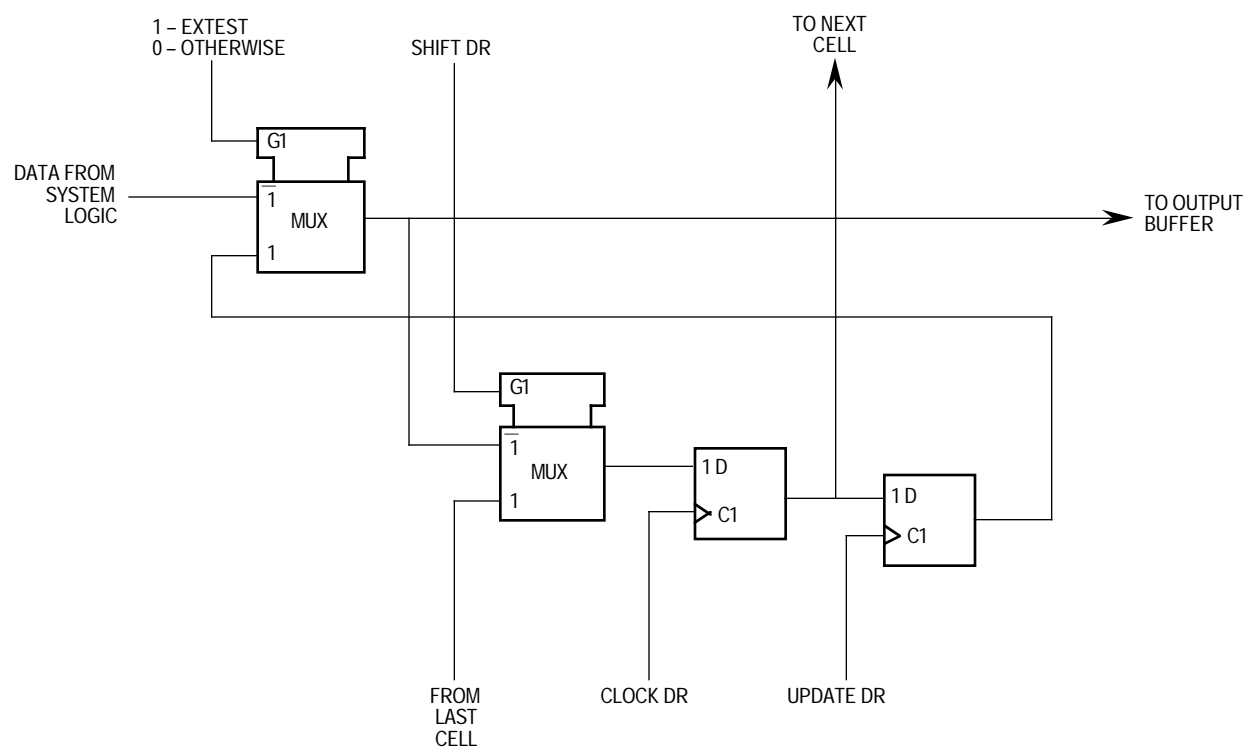 1 – EXTEST
0 – OTHERWISE
SHIFT DR
TO NEXT
CELL
G1
DATA FROM
SYSTEM
LOGIC
1
MUX
1
TO OUTPUT
BUFFER
G1
1
MUX
1
1 D
C1
1 D
C1
FROM
LAST
CELL
CLOCK DR
UPDATE DR